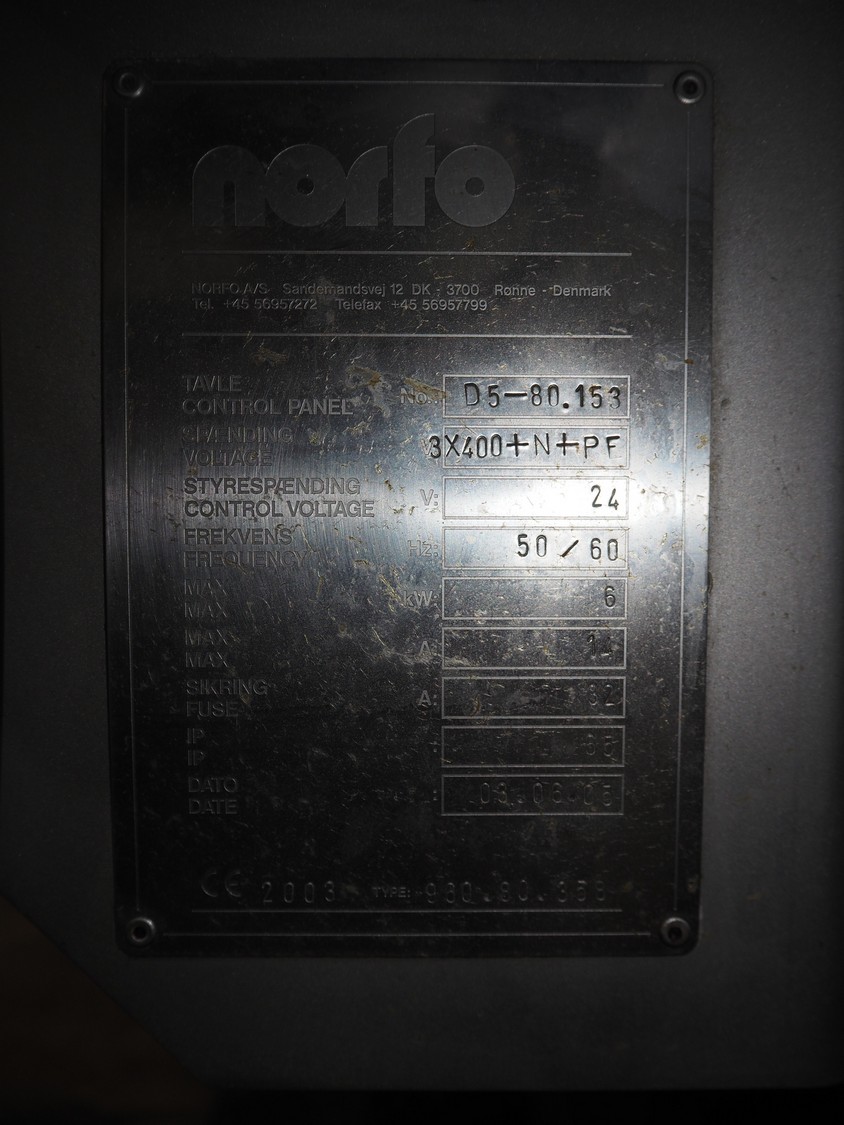 norfo
NORFO A/S Sandemandsvej 12 DK - 3700 Rønne - Denmark
Tel. +45 56957272 Telefax +45 56957799
TAVLE
CONTROL PANEL No.: D5-80.153
SPÆNDING
VOLTAGE V: 3X400+N+PE
STYRESPÆNDING
CONTROL VOLTAGE V: 24
FREKVENS
FREQUENCY Hz: 50/60
MAX
MAX kW: 6
MAX
MAX A:
SIKRING
FUSE A: 32
IP
IP :
DATO
DATE :
CE 2003 TYPE: